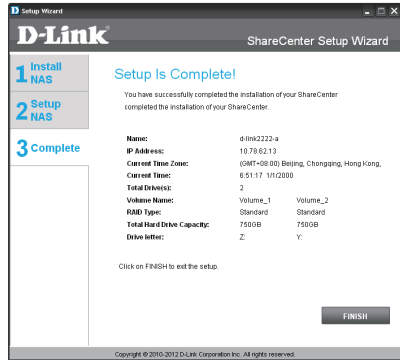 D Setup Wizard
D-Link
ShareCenter Setup Wizard
1 Install NAS
2 Setup NAS
3 Complete
Setup Is Complete!
You have successfully completed the installation of your ShareCenter
completed the installation of your ShareCenter.
Name: d-link2222-a
IP Address: 10.78.62.13
Current Time Zone: (GMT+08:00) Beijing, Chongqing, Hong Kong,
Current Time: 6:51:17 1/1/2000
Total Drive(s): 2
Volume Name: Volume_1 Volume_2
RAID Type: Standard Standard
Total Hard Drive Capacity: 750GB 750GB
Drive letter: Z: Y:
Click on FINISH to exit the setup.
FINISH
Copyright © 2010-2012 D-Link Corporation Inc. All rights reserved.